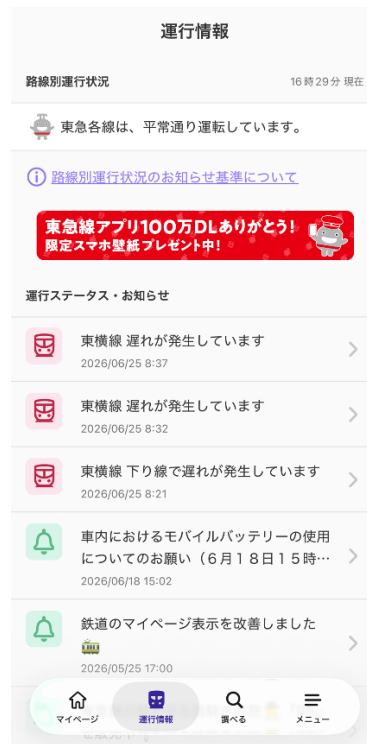 運行情報
路線別運行状況
16時29分 現在
東急各線は、平常通り運転しています。
路線別運行状況のお知らせ基準について
東急線アプリ100万DLありがとう!
限定スマホ壁紙プレゼント中!
運行ステータス・お知らせ
東横線 遅れが発生しています
2026/06/25 8:37
東横線 遅れが発生しています
2026/06/25 8:32
東横線 下り線で遅れが発生しています
2026/06/25 8:21
車内におけるモバイルバッテリーの使用
についてのお願い（６月１８日１５時…
2026/06/18 15:02
鉄道のマイページ表示を改善しました
🚋
2026/05/25 17:00
マイページ
運行情報
調べる
メニュー